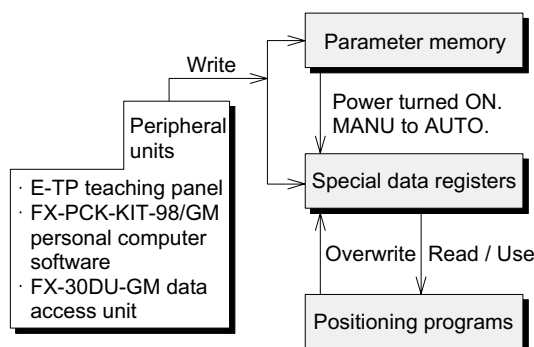 Parameter memory
Write
Power turned ON.
MANU to AUTO.
Peripheral
units
· E-TP teaching panel
· FX-PCK-KIT-98/GM
personal computer
software
· FX-30DU-GM data
access unit
Special data registers
Overwrite
Read / Use
Positioning programs